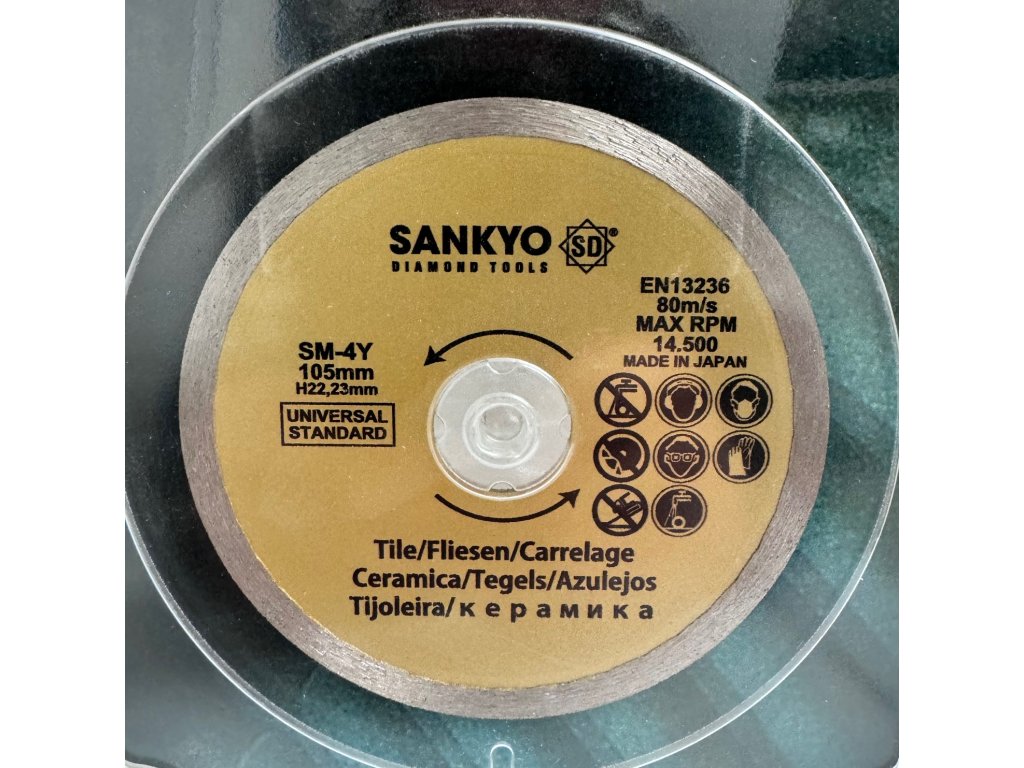 SANKYO SD®
DIAMOND TOOLS
EN13236
80m/s
MAX RPM
14.500
MADE IN JAPAN
SM-4Y
105mm
H22,23mm
UNIVERSAL
STANDARD
Tile/Fliesen/Carrelage
Ceramica/Tegels/Azulejos
Tijoleira/керамика